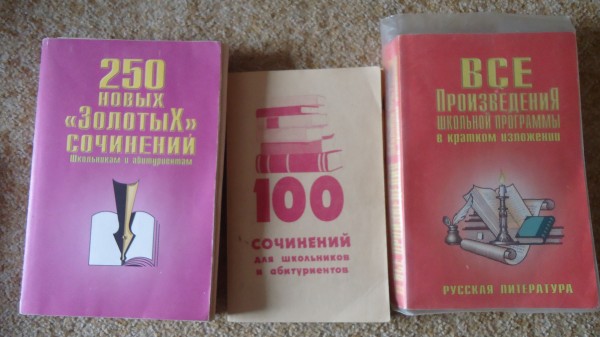 250
НОВЫХ
«ЗОЛОТЫХ»
СОЧИНЕНИЙ
Школьникам и абитуриентам
100
СОЧИНЕНИЙ
ДЛЯ ШКОЛЬНИКОВ
И АБИТУРИЕНТОВ
ВСЕ
ПРОИЗВЕДЕНИЯ
ШКОЛЬНОЙ ПРОГРАММЫ
в кратком изложении
РУССКАЯ ЛИТЕРАТУРА